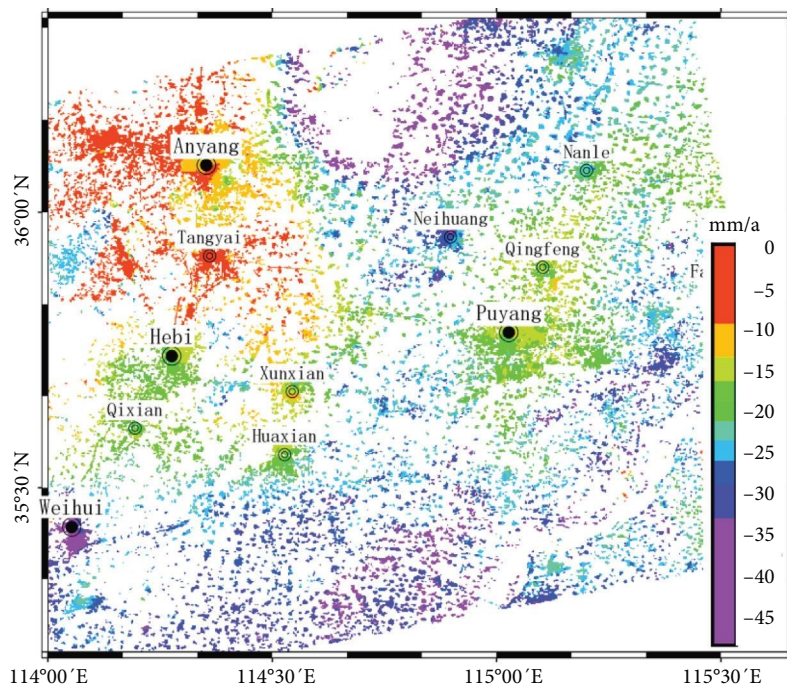 Anyang
Nanle
36°00´N
Neihuang
mm/a
Tangyai
Qingfeng
0
Fa
−5
Puyang
Hebi
−10
Xunxian
−15
Qixian
−20
Huaxian
−25
35°30´N
−30
Weihui
−35
−40
−45
114°00´E
114°30´E
115°00´E
115°30´E